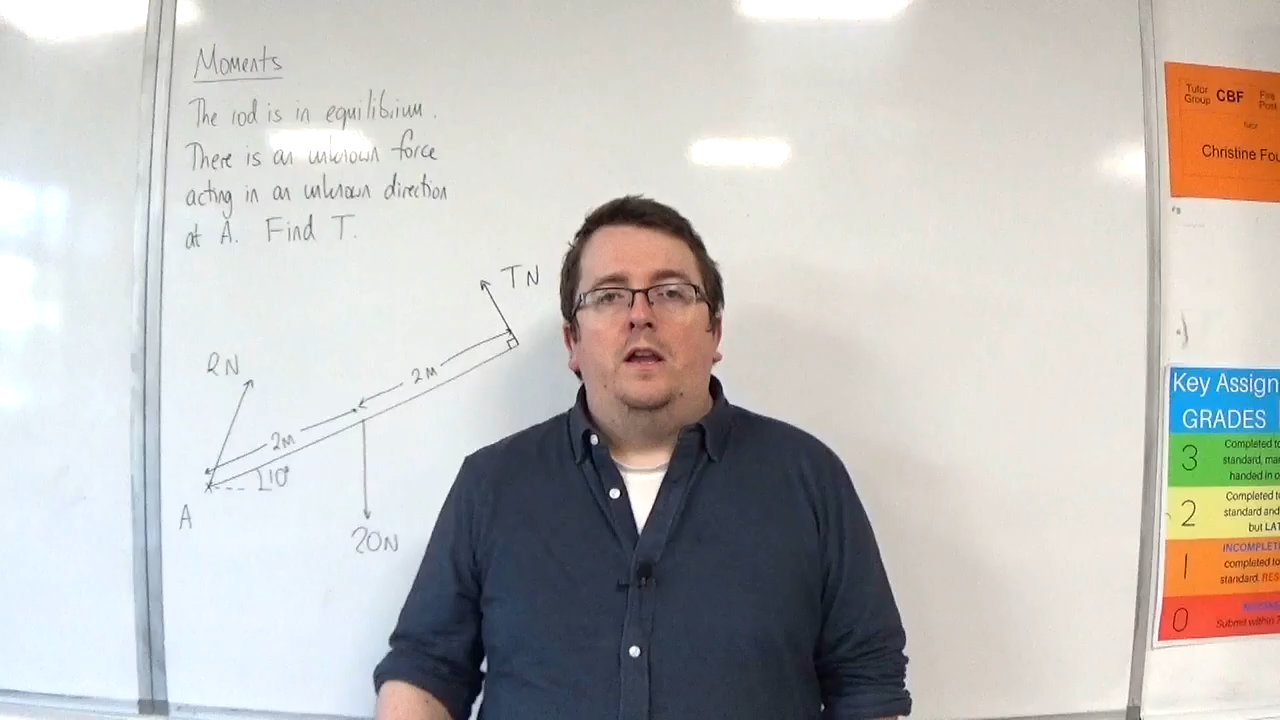 Moments
The rod is in equilibrium.
There is an unknown force
acting in an unknown direction
at A. Find T.
T N
R N
2m
2m
10°
A
20N
Tutor
Group CBF Fire
Christine Fou
Key Assign
GRADES
3 Completed to
standard, ma
handed in o
2 Completed to
standard and
but LAT
1 INCOMPLET
completed to
standard. RES
0
Submit within